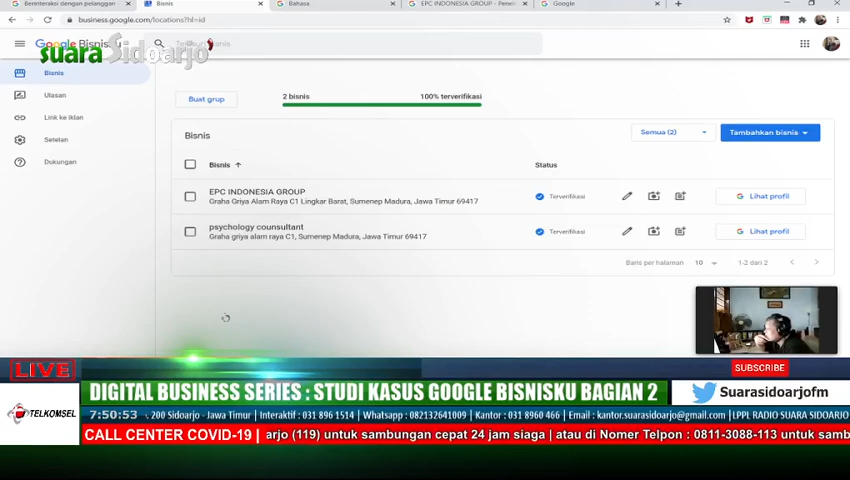 Berinteraksi dengan pelanggan
Bisnis
Bahasa
EPC INDONESIA GROUP - Penel
Google
business.google.com/locations?hl=id
Google Bisnisku
suara Sidoarjo
Bisnis
Ulasan
Link ke iklan
Setelan
Dukungan
Buat grup
2 bisnis
100% terverifikasi
Bisnis
Semua (2)
Tambahkan bisnis
Bisnis
Status
EPC INDONESIA GROUP
Graha Griya Alam Raya C1 Lingkar Barat, Sumenep Madura, Jawa Timur 69417
Terverifikasi
Lihat profil
psychology counsultant
Graha griya alam raya C1, Sumenep Madura, Jawa Timur 69417
Terverifikasi
Lihat profil
Baris per halaman
10
1-2 dari 2
LIVE
SUBSCRIBE
DIGITAL BUSINESS SERIES : STUDI KASUS GOOGLE BISNISKU BAGIAN 2
Suarasidoarjofm
TELKOMSEL
7:50:53
. 200 Sidoarjo - Jawa Timur | Interaktif : 031 896 1514 | Whatsapp : 082132641009 | Kantor : 031 8960 466 | Email : kantor.suarasidoarjo@gmail.com | LPPL RADIO SUARA SIDOARJO
CALL CENTER COVID-19 |
arjo (119) untuk sambungan cepat 24 jam siaga | atau di Nomer Telpon : 0811-3088-113 untuk samb